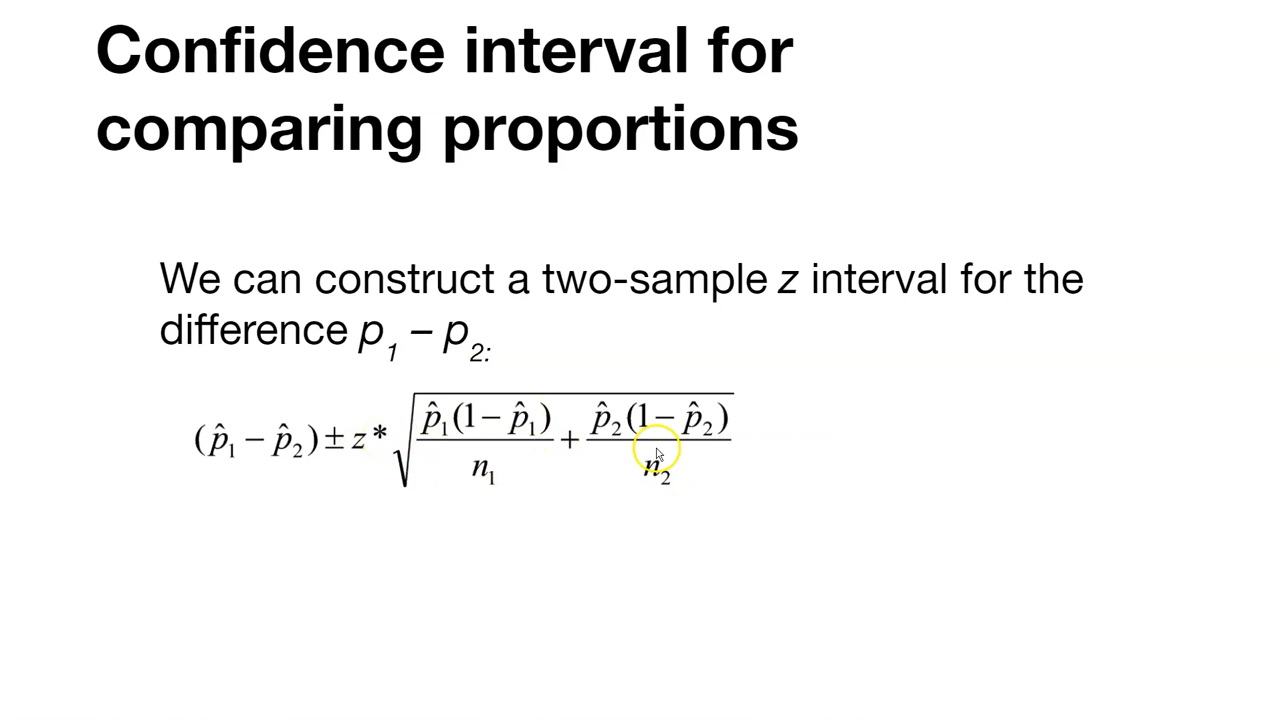 Confidence interval for
comparing proportions
We can construct a two-sample z interval for the
difference p₁ – p₂:
(p̂₁ − p̂₂) ± z* √(p̂₁(1 − p̂₁)/n₁ + p̂₂(1 − p̂₂)/n₂)